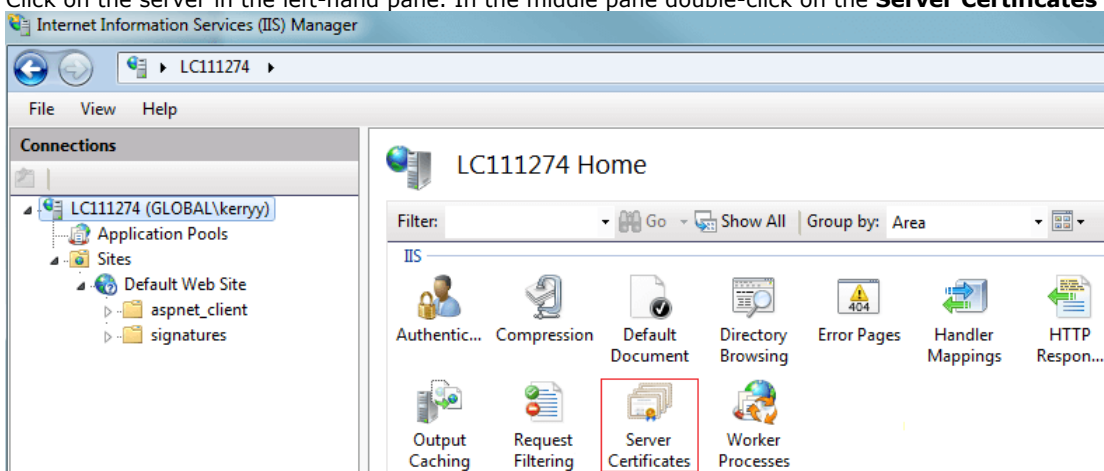 Click on the server in the left-hand pane. In the middle pane double-click on the Server Certificates
Internet Information Services (IIS) Manager
LC111274
File View Help
Connections
LC111274 Home
LC111274 (GLOBAL\kerryy)
Application Pools
Sites
Default Web Site
aspnet_client
signatures
Filter: Go Show All Group by: Area
IIS
Authentic... Compression Default Document Directory Browsing Error Pages Handler Mappings HTTP Respon...
404
Output Caching Request Filtering Server Certificates Worker Processes